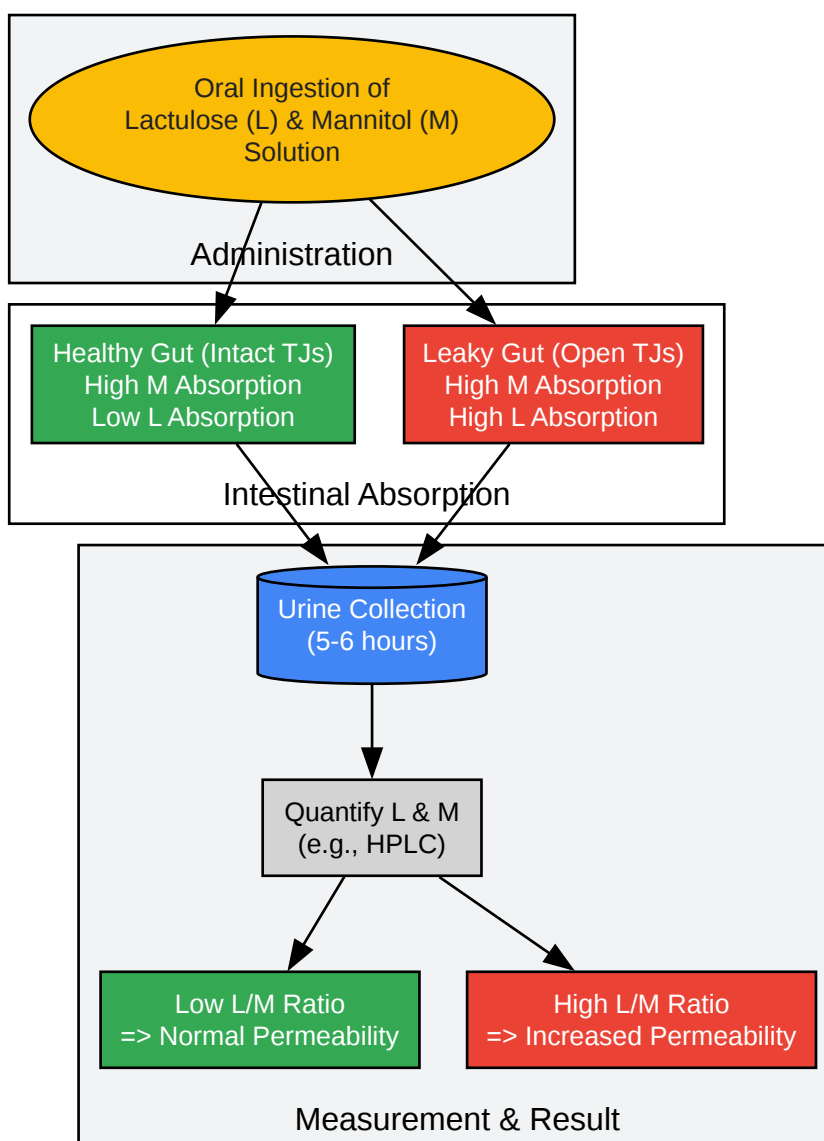 Oral Ingestion of
Lactulose (L) & Mannitol (M)
Solution
Administration
Healthy Gut (Intact TJs)
High M Absorption
Low L Absorption
Leaky Gut (Open TJs)
High M Absorption
High L Absorption
Intestinal Absorption
Urine Collection
(5-6 hours)
Quantify L & M
(e.g., HPLC)
Low L/M Ratio
=> Normal Permeability
High L/M Ratio
=> Increased Permeability
Measurement & Result